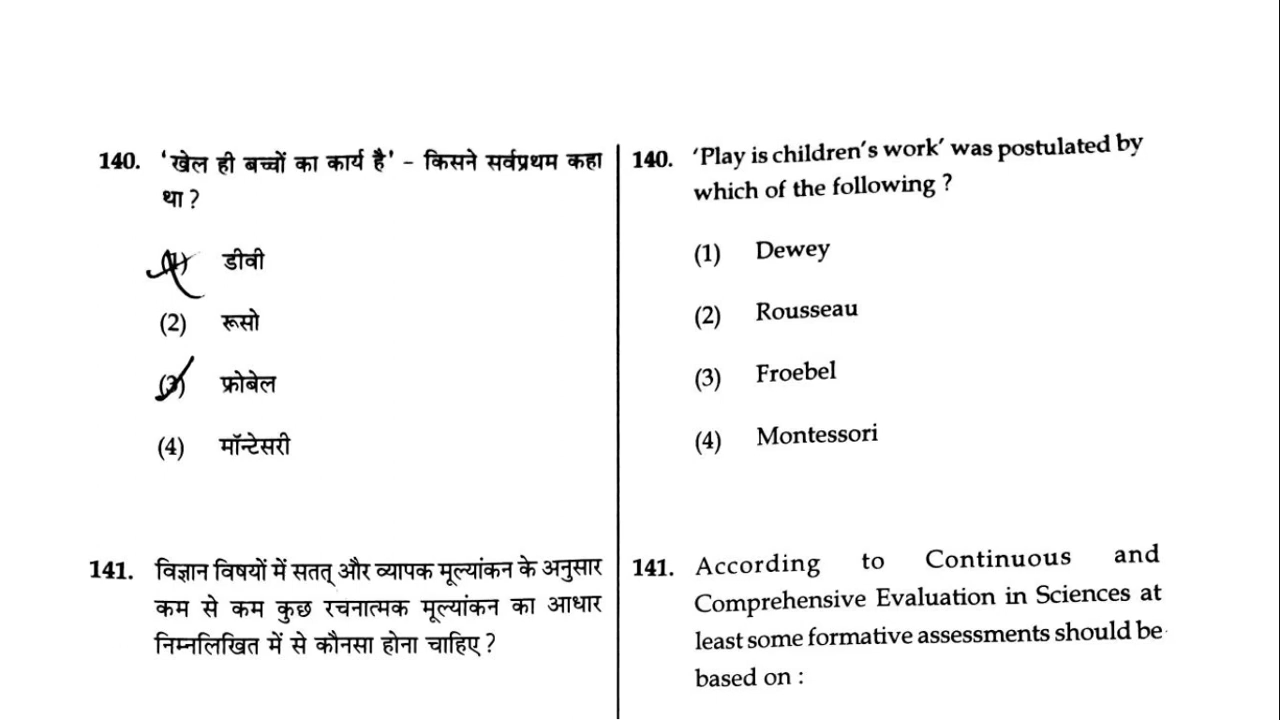 140. 'खेल ही बच्चों का कार्य है' - किसने सर्वप्रथम कहा
था ?
(1) डीवी
(2) रूसो
(3) फ्रोबेल
(4) मॉन्टेसरी
141. विज्ञान विषयों में सतत् और व्यापक मूल्यांकन के अनुसार
कम से कम कुछ रचनात्मक मूल्यांकन का आधार
निम्नलिखित में से कौनसा होना चाहिए ?
140. 'Play is children's work' was postulated by
which of the following ?
(1) Dewey
(2) Rousseau
(3) Froebel
(4) Montessori
141. According to Continuous and
Comprehensive Evaluation in Sciences at
least some formative assessments should be
based on :